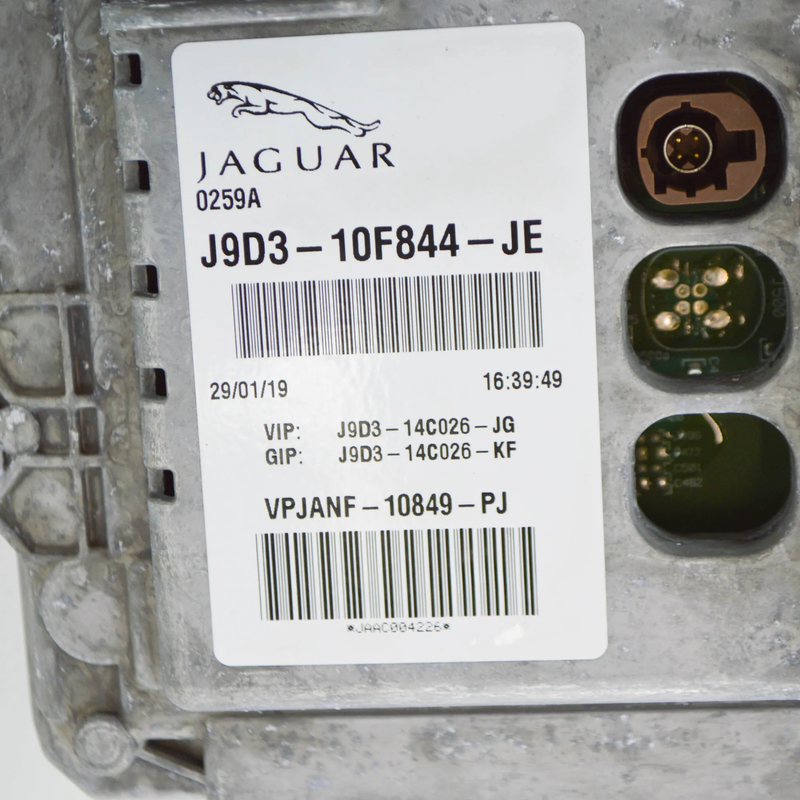 JAGUAR
0259A
J9D3-10F844-JE
29/01/19 16:39:49
VIP: J9D3-14C026-JG
GIP: J9D3-14C026-KF
VPJANF-10849-PJ
*JAAC004226*